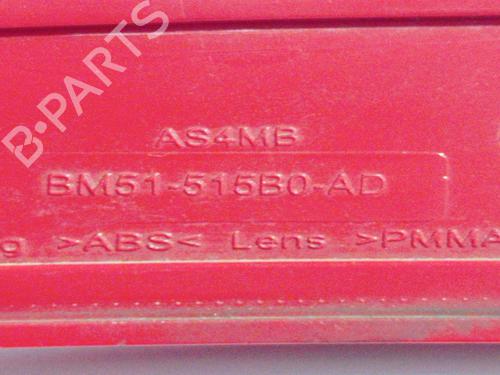 B-PARTS
AS4MB
BM51-515B0-AD
g >ABS< Lens >PMMA